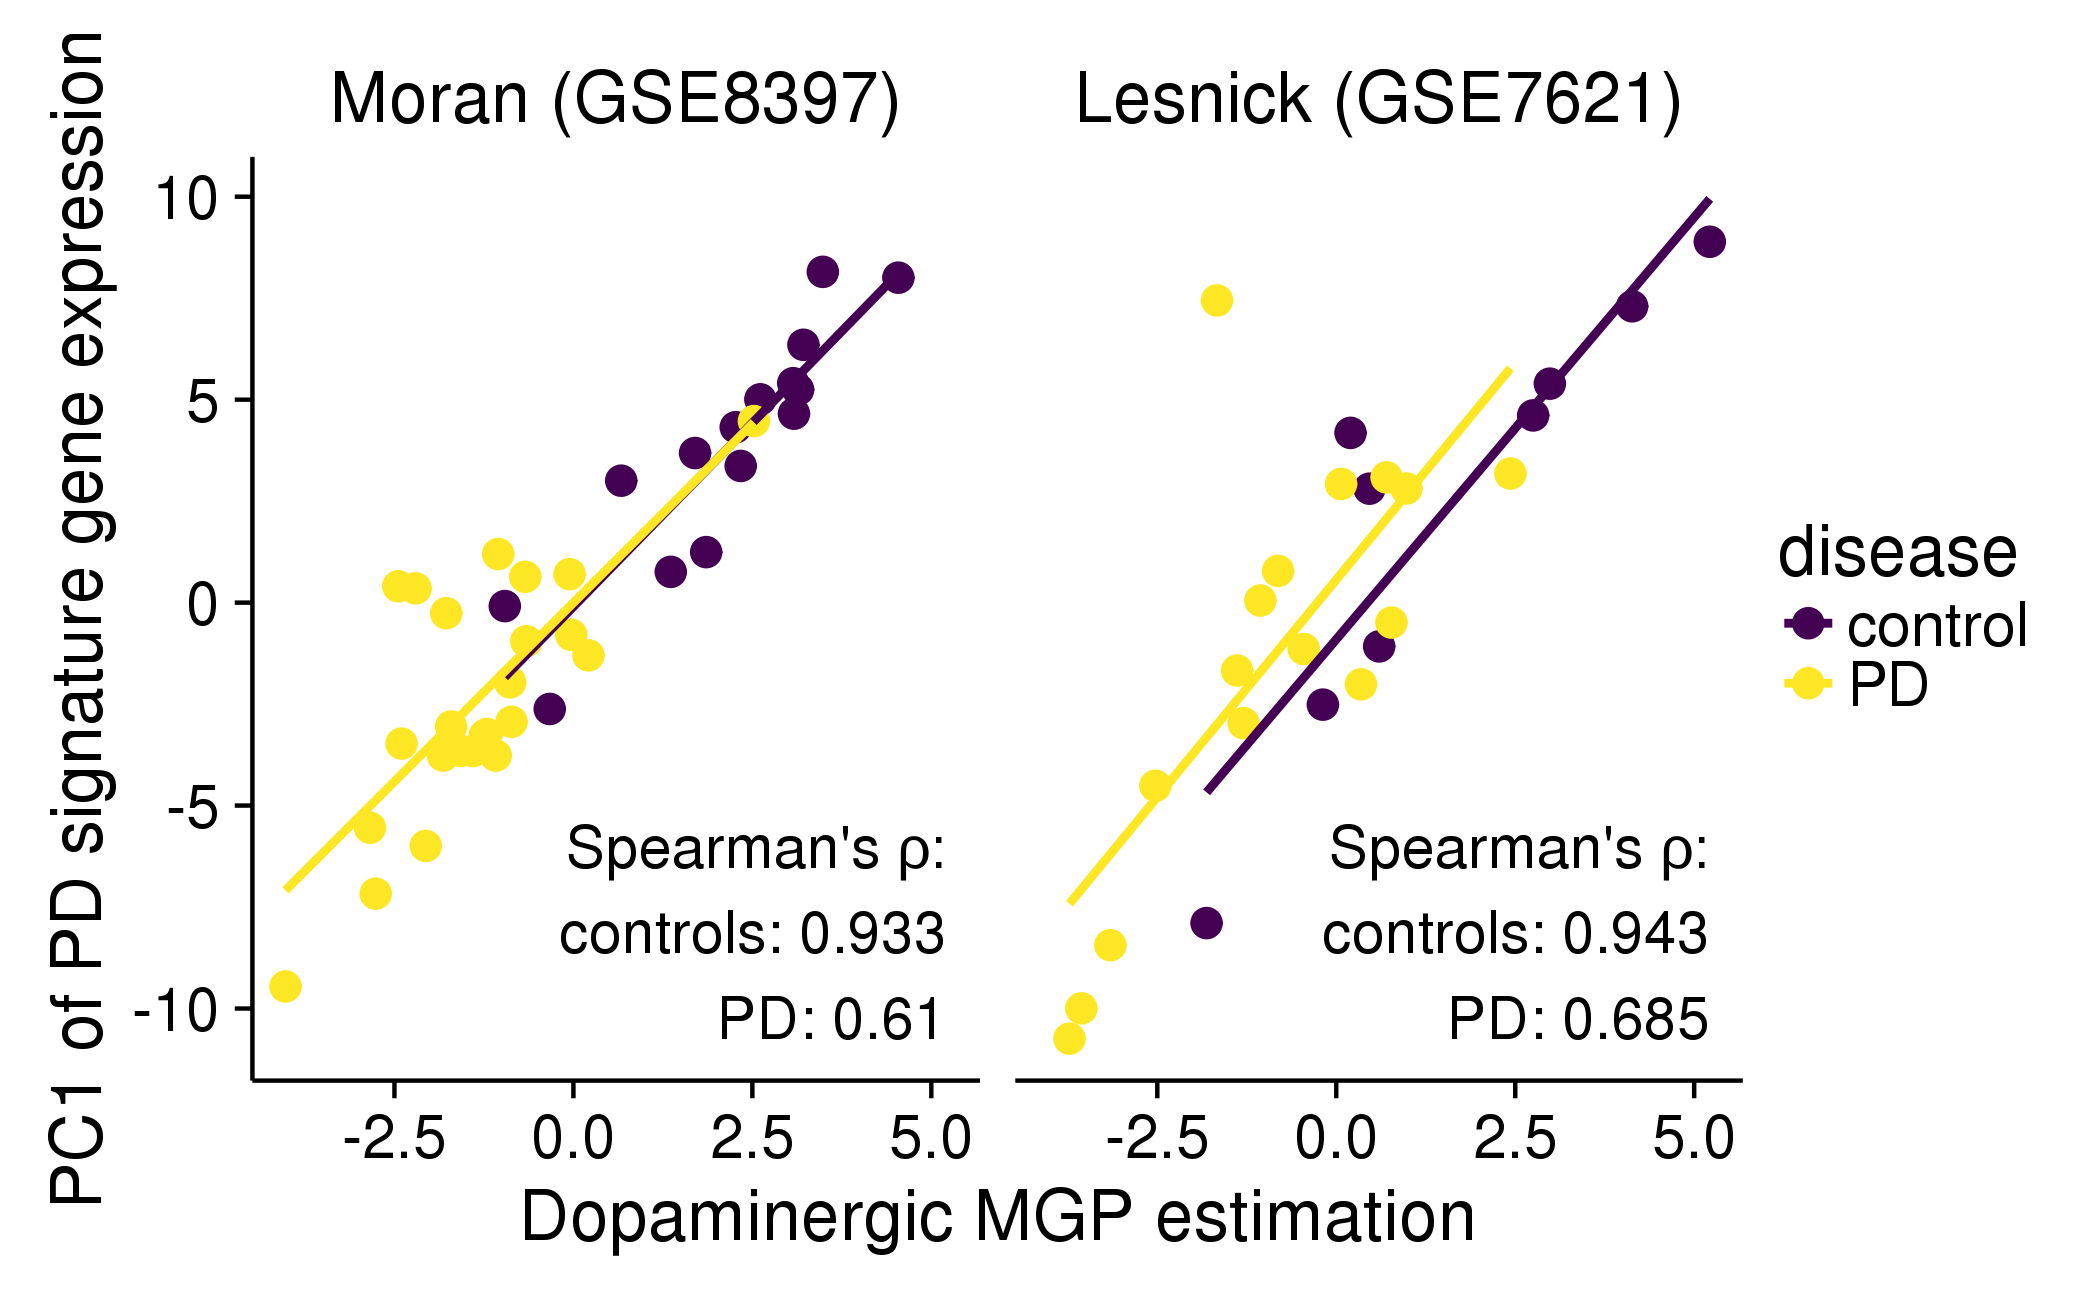 Moran (GSE8397)
Lesnick (GSE7621)
PC1 of PD signature gene expression
10
5
0
-5
-10
Spearman's ρ:
controls: 0.933
PD: 0.61
Spearman's ρ:
controls: 0.943
PD: 0.685
disease
control
PD
-2.5 0.0 2.5 5.0
-2.5 0.0 2.5 5.0
Dopaminergic MGP estimation